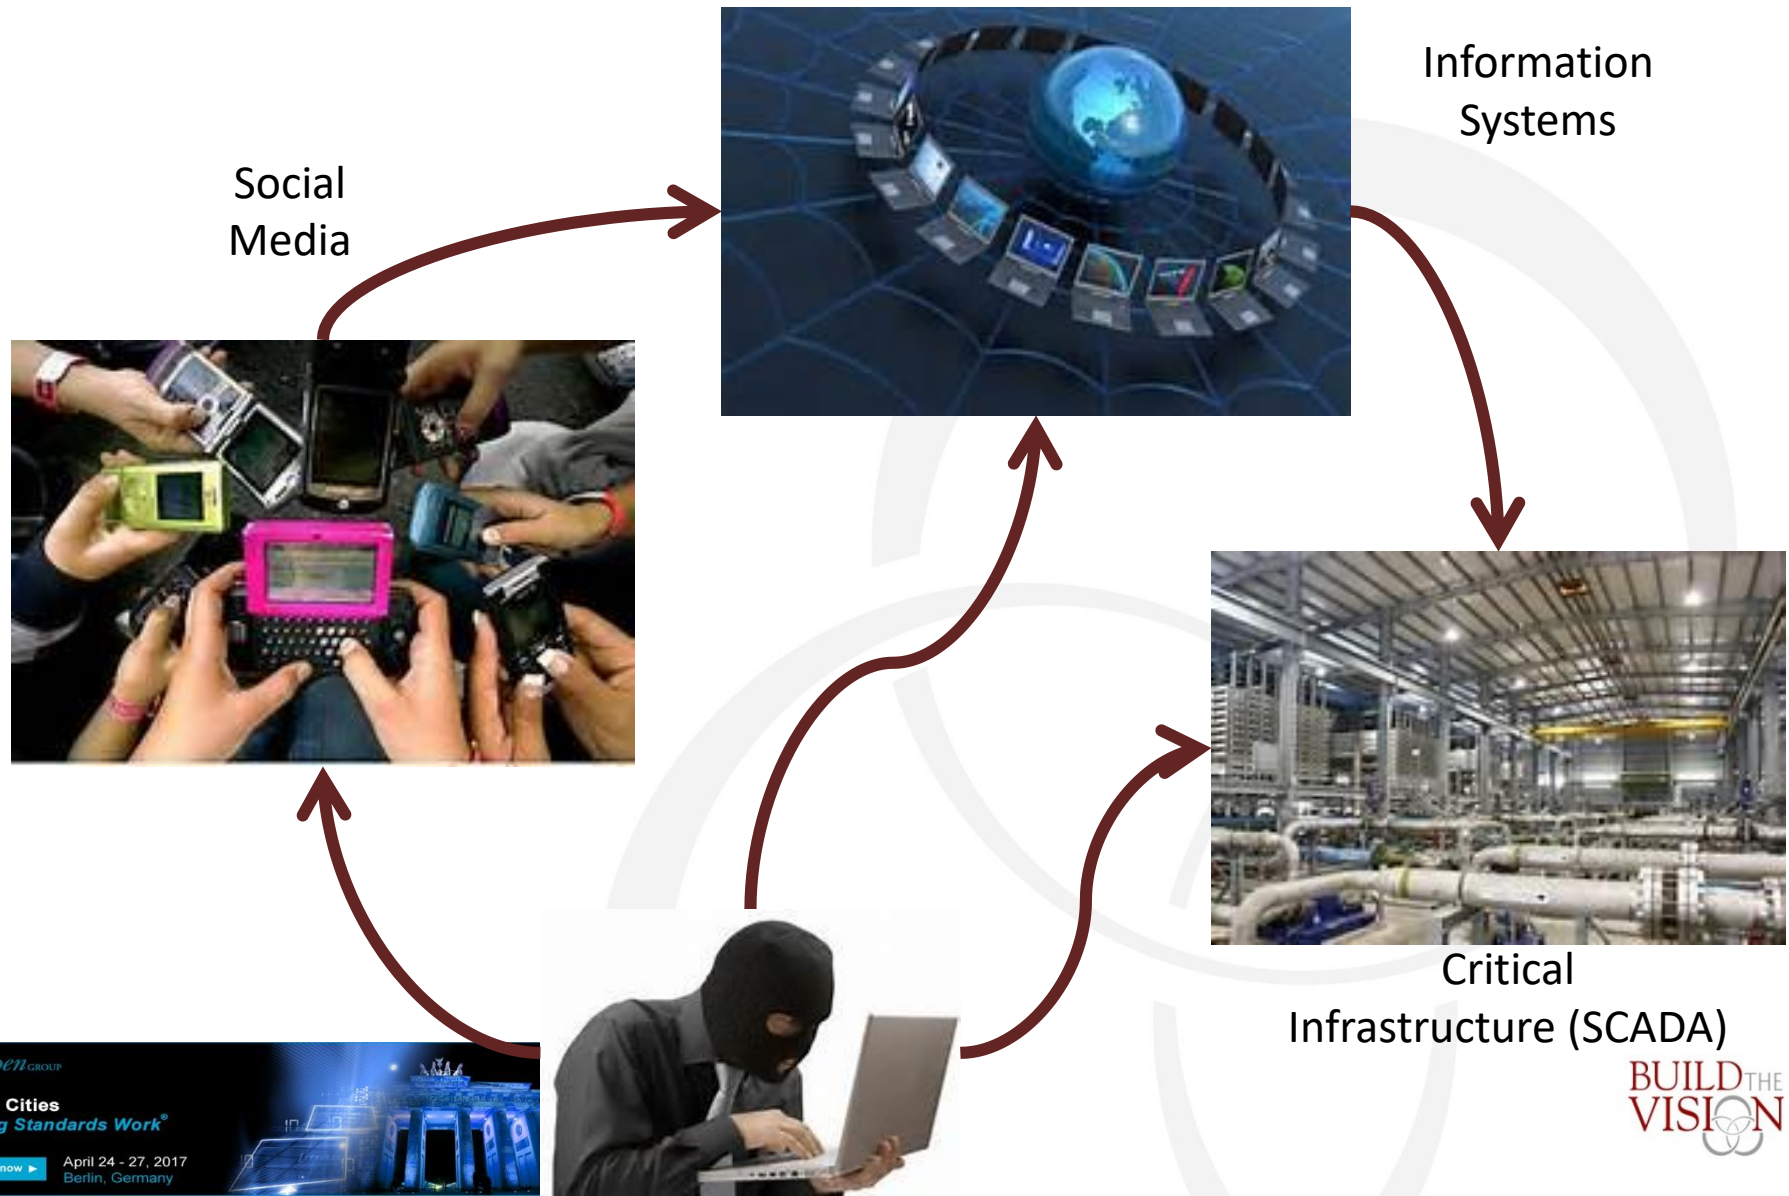 Information
Systems
Social
Media
Critical
Infrastructure (SCADA)
BUILD THE
VISION
GROUP
Cities
Standards Work®
now
April 24 - 27, 2017
Berlin, Germany